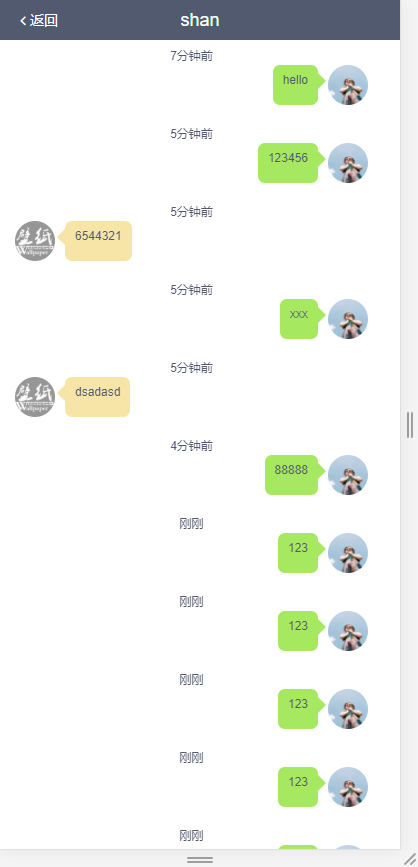 返回
shan
7分钟前
hello
5分钟前
123456
5分钟前
壁纸
Wallpaper
6544321
5分钟前
xxx
5分钟前
壁纸
Wallpaper
dsadasd
4分钟前
88888
刚刚
123
刚刚
123
刚刚
123
刚刚
123
刚刚